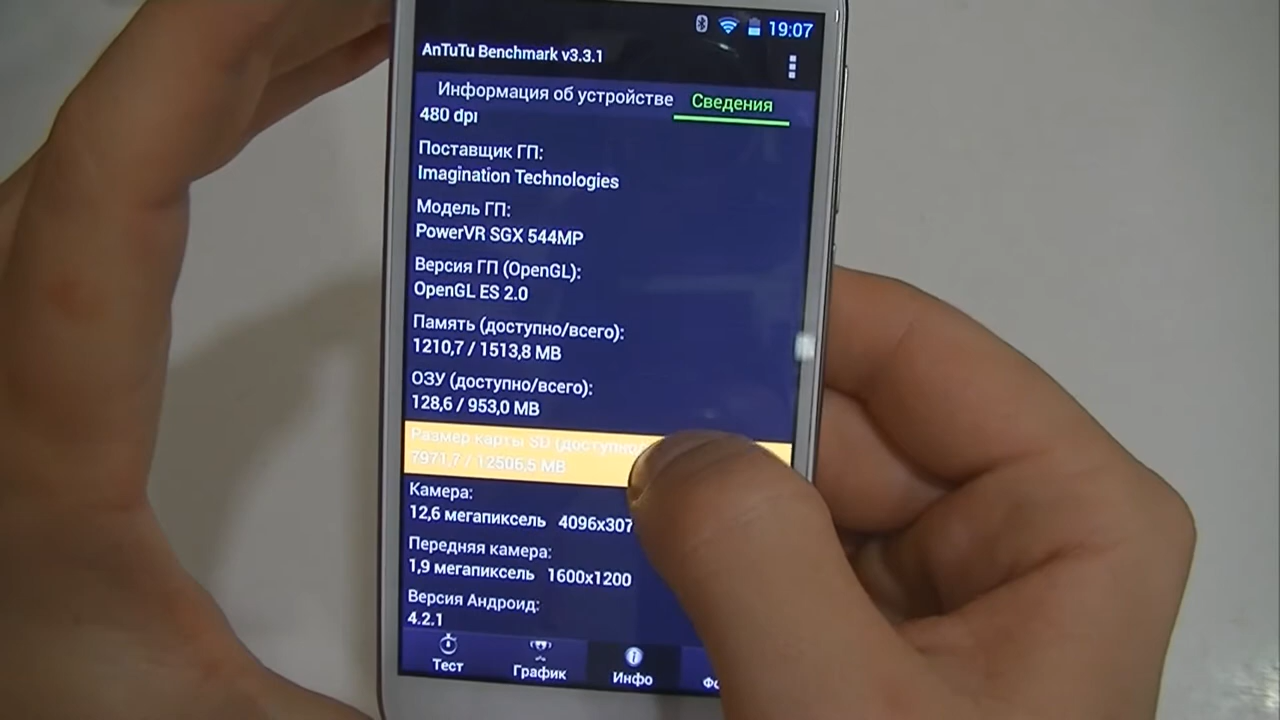 19:07
AnTuTu Benchmark v3.3.1
Информация об устройстве Сведения
480 dpi
Поставщик ГП:
Imagination Technologies
Модель ГП:
PowerVR SGX 544MP
Версия ГП (OpenGL):
OpenGL ES 2.0
Память (доступно/всего):
1210,7 / 1513,8 MB
ОЗУ (доступно/всего):
128,6 / 953,0 MB
Размер карты SD (доступно/
7971,7 / 12506,5 MB
Камера:
12,6 мегапиксель 4096x307
Передняя камера:
1,9 мегапиксель 1600x1200
Версия Андроид:
4.2.1
Тест График Инфо